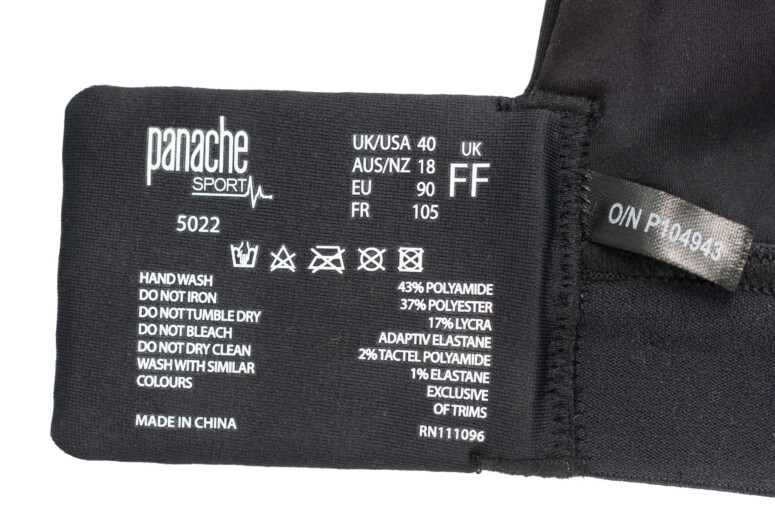 panache
SPORT
5022
UK/USA 40
AUS/NZ 18
EU 90
FR 105
UK
FF
HAND WASH
DO NOT IRON
DO NOT TUMBLE DRY
DO NOT BLEACH
DO NOT DRY CLEAN
WASH WITH SIMILAR
COLOURS
MADE IN CHINA
43% POLYAMIDE
37% POLYESTER
17% LYCRA
ADAPTIV ELASTANE
2% TACTEL POLYAMIDE
1% ELASTANE
EXCLUSIVE
OF TRIMS
RN111096
O/N P104943